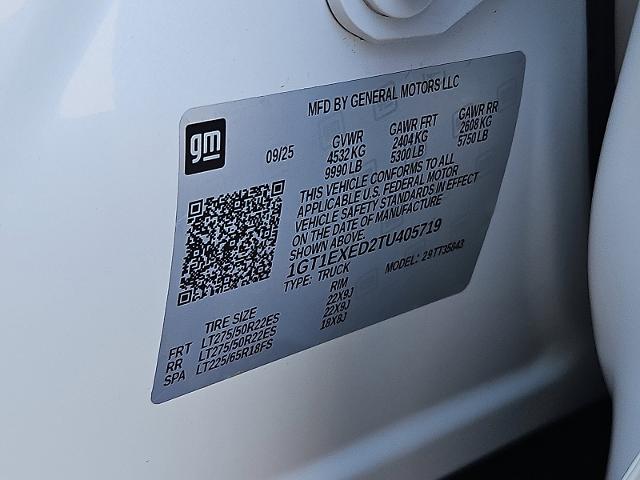 MFD BY GENERAL MOTORS LLC
gm
09/25
GVWR GAWR FRT GAWR RR
4532 KG 2404 KG 2608 KG
9990 LB 5300 LB 5750 LB
THIS VEHICLE CONFORMS TO ALL
APPLICABLE U.S. FEDERAL MOTOR
VEHICLE SAFETY STANDARDS IN EFFECT
ON THE DATE OF MANUFACTURE
SHOWN ABOVE.
1GT1EXED2TU405719
TYPE: TRUCK MODEL: 29TT35843
TIRE SIZE RIM
FRT LT275/50R22ES 22X9J
RR LT275/50R22ES 22X9J
SPA LT225/65R18FS 18X8J